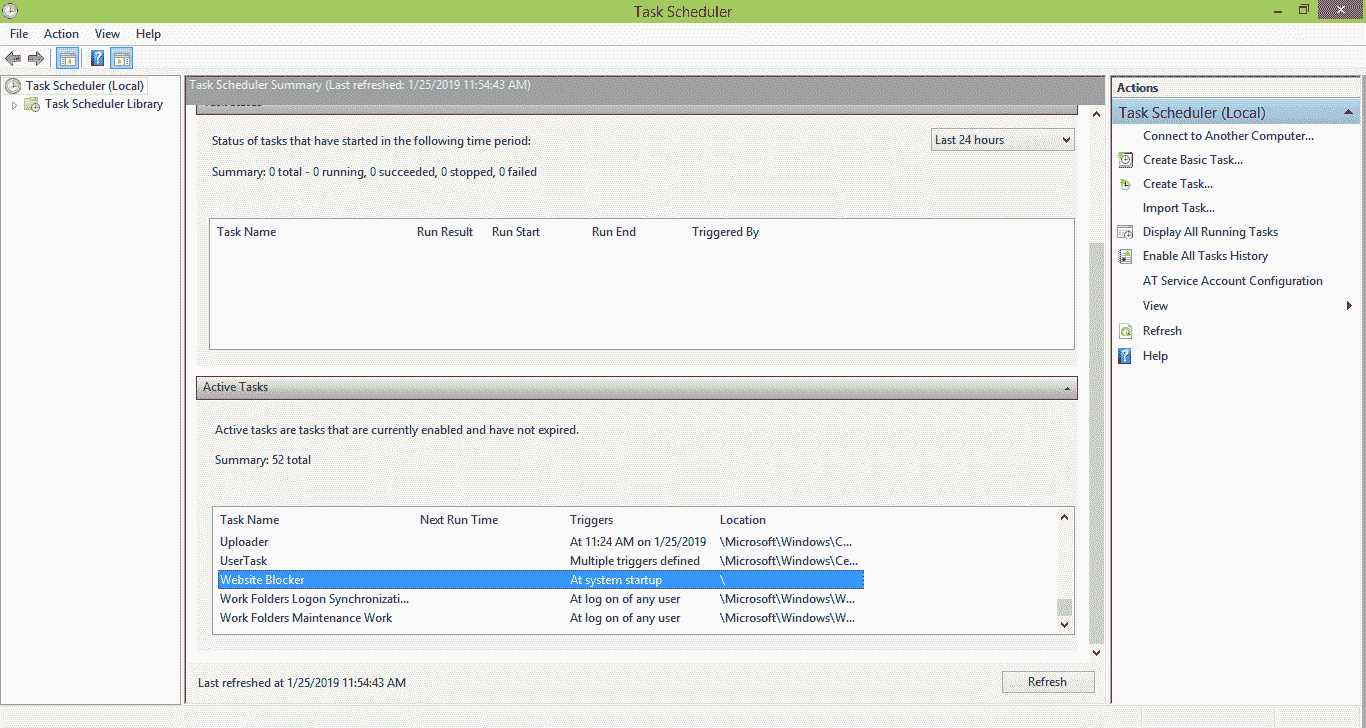 Task Scheduler
File Action View Help
Task Scheduler (Local)
Task Scheduler Library
Task Scheduler Summary (Last refreshed: 1/25/2019 11:54:43 AM)
Status of tasks that have started in the following time period:
Last 24 hours
Summary: 0 total - 0 running, 0 succeeded, 0 stopped, 0 failed
Task Name Run Result Run Start Run End Triggered By
Active Tasks
Active tasks are tasks that are currently enabled and have not expired.
Summary: 52 total
Task Name Next Run Time Triggers Location
Uploader At 11:24 AM on 1/25/2019 \Microsoft\Windows\C...
UserTask Multiple triggers defined \Microsoft\Windows\Ce...
Website Blocker At system startup \
Work Folders Logon Synchronizati... At log on of any user \Microsoft\Windows\W...
Work Folders Maintenance Work At log on of any user \Microsoft\Windows\W...
Last refreshed at 1/25/2019 11:54:43 AM
Refresh
Actions
Task Scheduler (Local)
Connect to Another Computer...
Create Basic Task...
Create Task...
Import Task...
Display All Running Tasks
Enable All Tasks History
AT Service Account Configuration
View
Refresh
Help